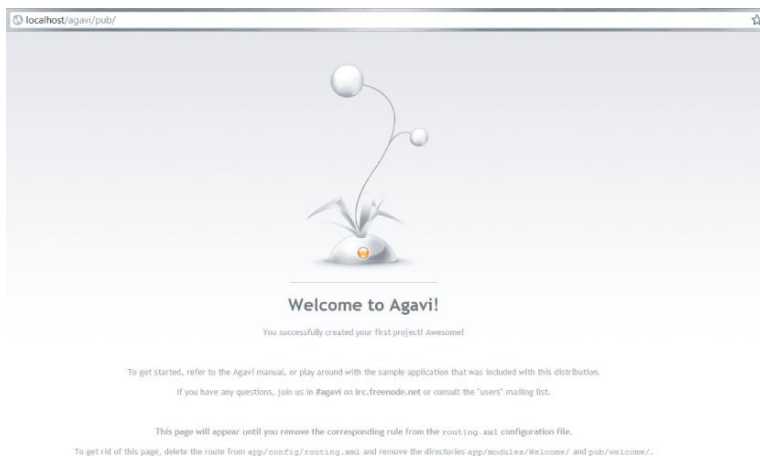 localhost/agavi/pub/
Welcome to Agavi!
You successfully created your first project! Awesome!
To get started, refer to the Agavi manual, or play around with the sample application that was included with this distribution.
If you have any questions, join us in #agavi on irc.freenode.net or consult the "users" mailing list.
This page will appear until you remove the corresponding rule from the routing.xml configuration file.
To get rid of this page, delete the route from app/config/routing.xml and remove the directories app/modules/Welcome/ and pub/welcome/.